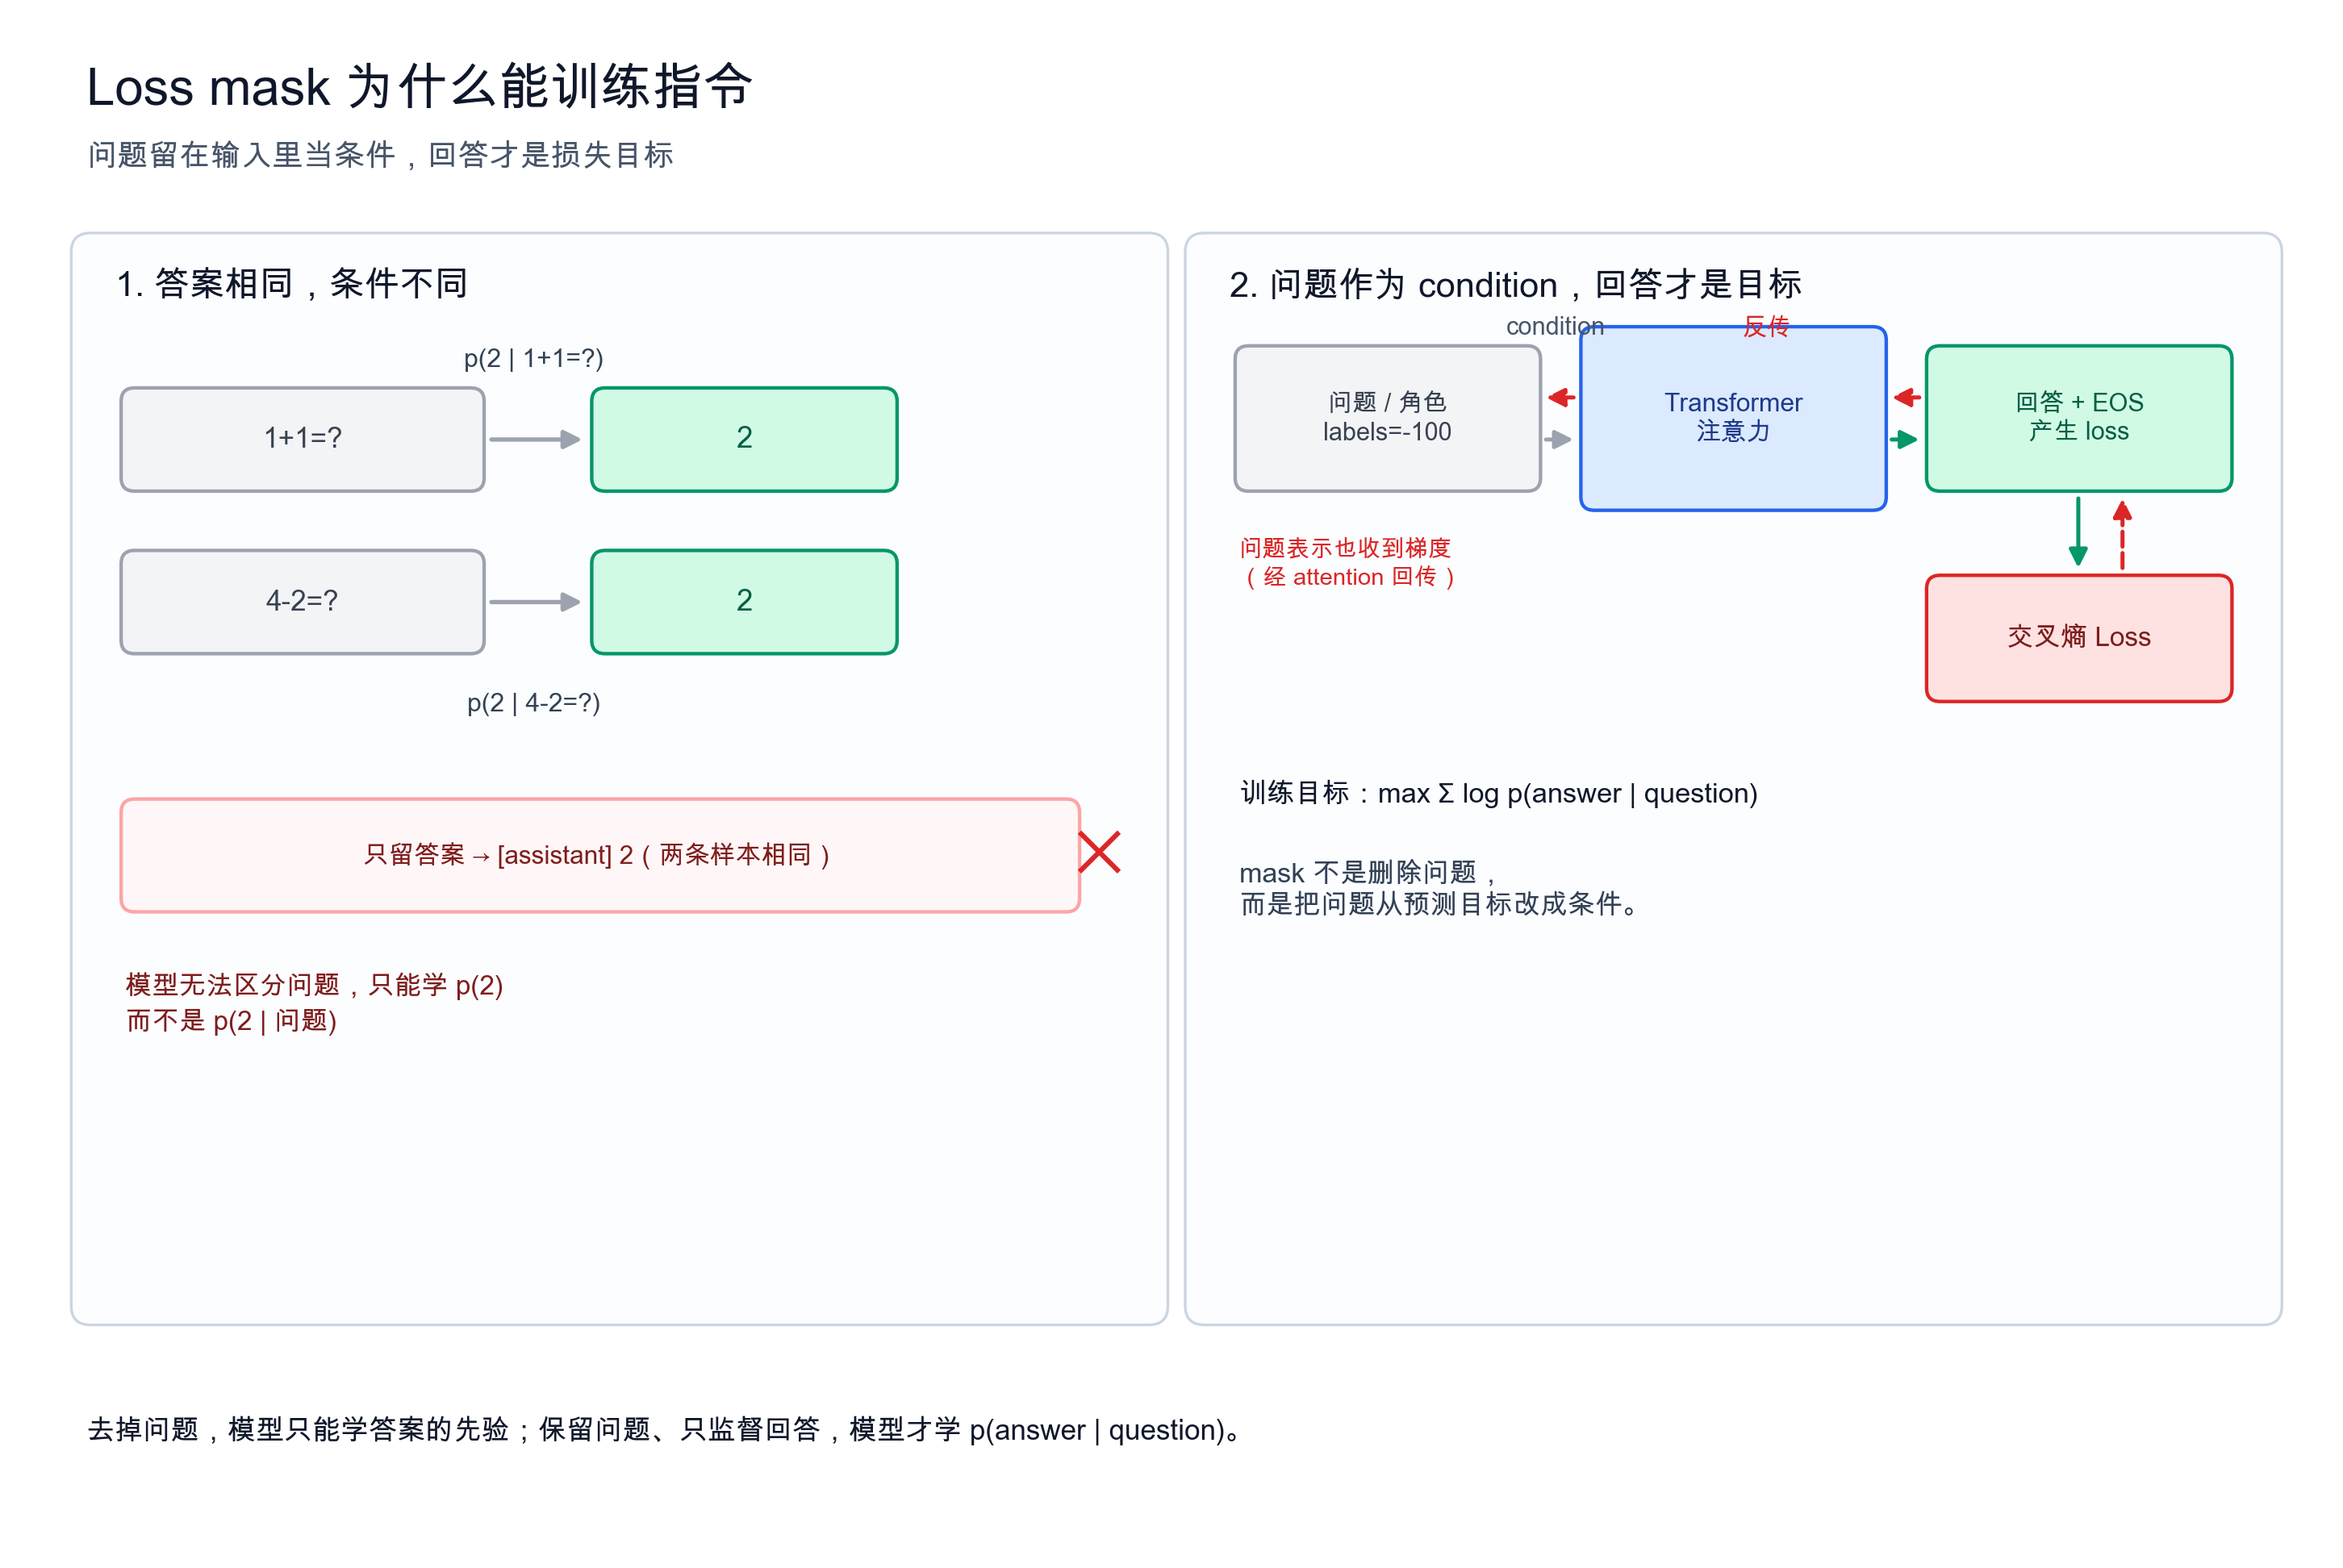 Loss mask 为什么能训练指令
问题留在输入里当条件，回答才是损失目标
1. 答案相同，条件不同
p(2 | 1+1=?)
1+1=?
2
4-2=?
2
p(2 | 4-2=?)
只留答案→[assistant] 2（两条样本相同）
模型无法区分问题，只能学 p(2)
而不是 p(2 | 问题)
2. 问题作为 condition，回答才是目标
condition
反传
问题 / 角色
labels=-100
Transformer
注意力
回答 + EOS
产生 loss
问题表示也收到梯度
（经 attention 回传）
交叉熵 Loss
训练目标：max Σ log p(answer | question)
mask 不是删除问题，
而是把问题从预测目标改成条件。
去掉问题，模型只能学答案的先验；保留问题、只监督回答，模型才学 p(answer | question)。